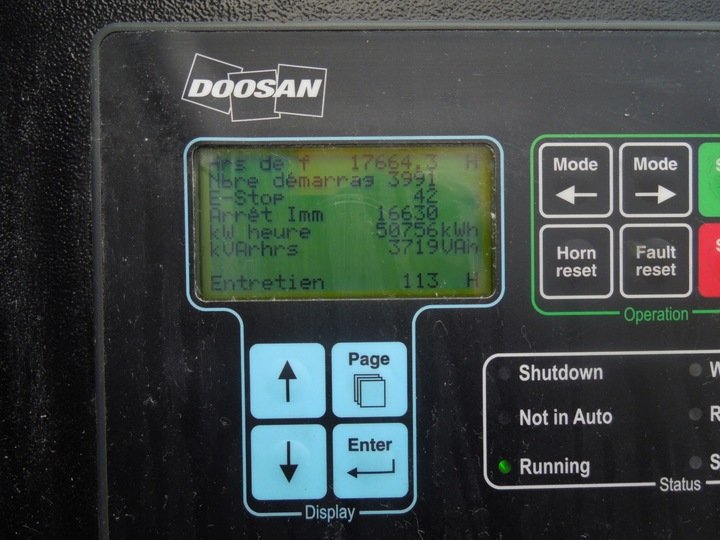 DOOSAN
Hrs de f 17664.3 H
Nbre démarrag 3991
E-Stop 42
Arrêt Imm 16630
kW heure 50756kWh
kVArhrs 3719VAh
Entretien 113 H
Mode Mode
Horn reset Fault reset
Operation
Page
Enter
Display
Shutdown
Not in Auto
Running
Status